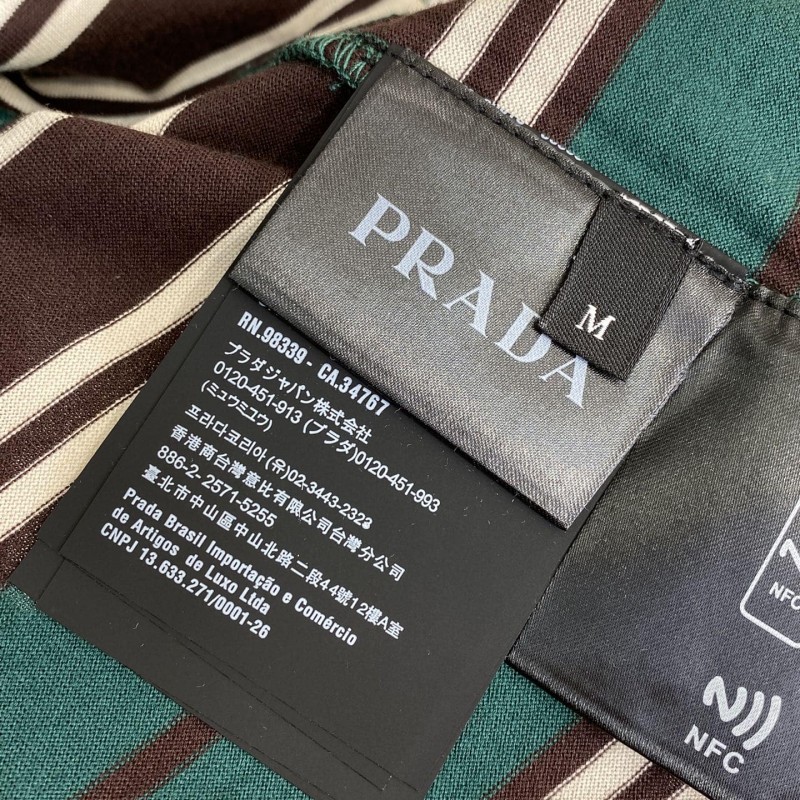 PRADA
M
RN.98339 - CA.34767
プラダジャパン株式会社
0120-451-913 (プラダ)0120-451-993
(ミュウミュウ)
프라다코리아(유)02-3443-2323
香港商台灣意比有限公司台灣分公司
886-2- 2571-5255
臺北市中山區中山北路二段44號12樓A室
Prada Brasil Importação e Comércio
de Artigos de Luxo Ltda
CNPJ 13.633.271/0001-26
NFC
NFC